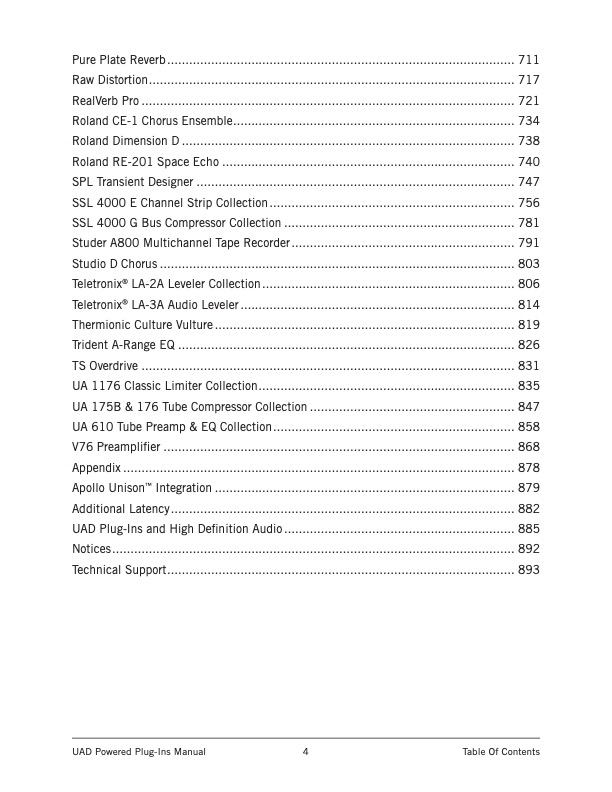 Pure Plate Reverb 711
Raw Distortion 717
RealVerb Pro 721
Roland CE-1 Chorus Ensemble 734
Roland Dimension D 738
Roland RE-201 Space Echo 740
SPL Transient Designer 747
SSL 4000 E Channel Strip Collection 756
SSL 4000 G Bus Compressor Collection 781
Studer A800 Multichannel Tape Recorder 791
Studio D Chorus 803
Teletronix® LA-2A Leveler Collection 806
Teletronix® LA-3A Audio Leveler 814
Thermionic Culture Vulture 819
Trident A-Range EQ 826
TS Overdrive 831
UA 1176 Classic Limiter Collection 835
UA 175B & 176 Tube Compressor Collection 847
UA 610 Tube Preamp & EQ Collection 858
V76 Preamplifier 868
Appendix 878
Apollo Unison™ Integration 879
Additional Latency 882
UAD Plug-Ins and High Definition Audio 885
Notices 892
Technical Support 893
UAD Powered Plug-Ins Manual 4 Table Of Contents